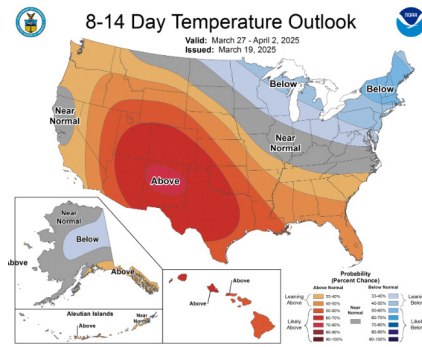 8-14 Day Temperature Outlook
Valid: March 27 - April 2, 2025
Issued: March 19, 2025
NOAA
Below
Below
Near
Normal
Near
Normal
Above
Near
Normal
Below
Above
Above
Aleutian Islands
Above
Near
Normal
Above
Above
Probability
(Percent Chance)
Above Normal
Below Normal
Leaning
Above
Likely
Above
33-40%
40-50%
50-60%
60-70%
70-80%
80-90%
90-100%
Near
Normal
33-40%
40-50%
50-60%
60-70%
70-80%
80-90%
90-100%